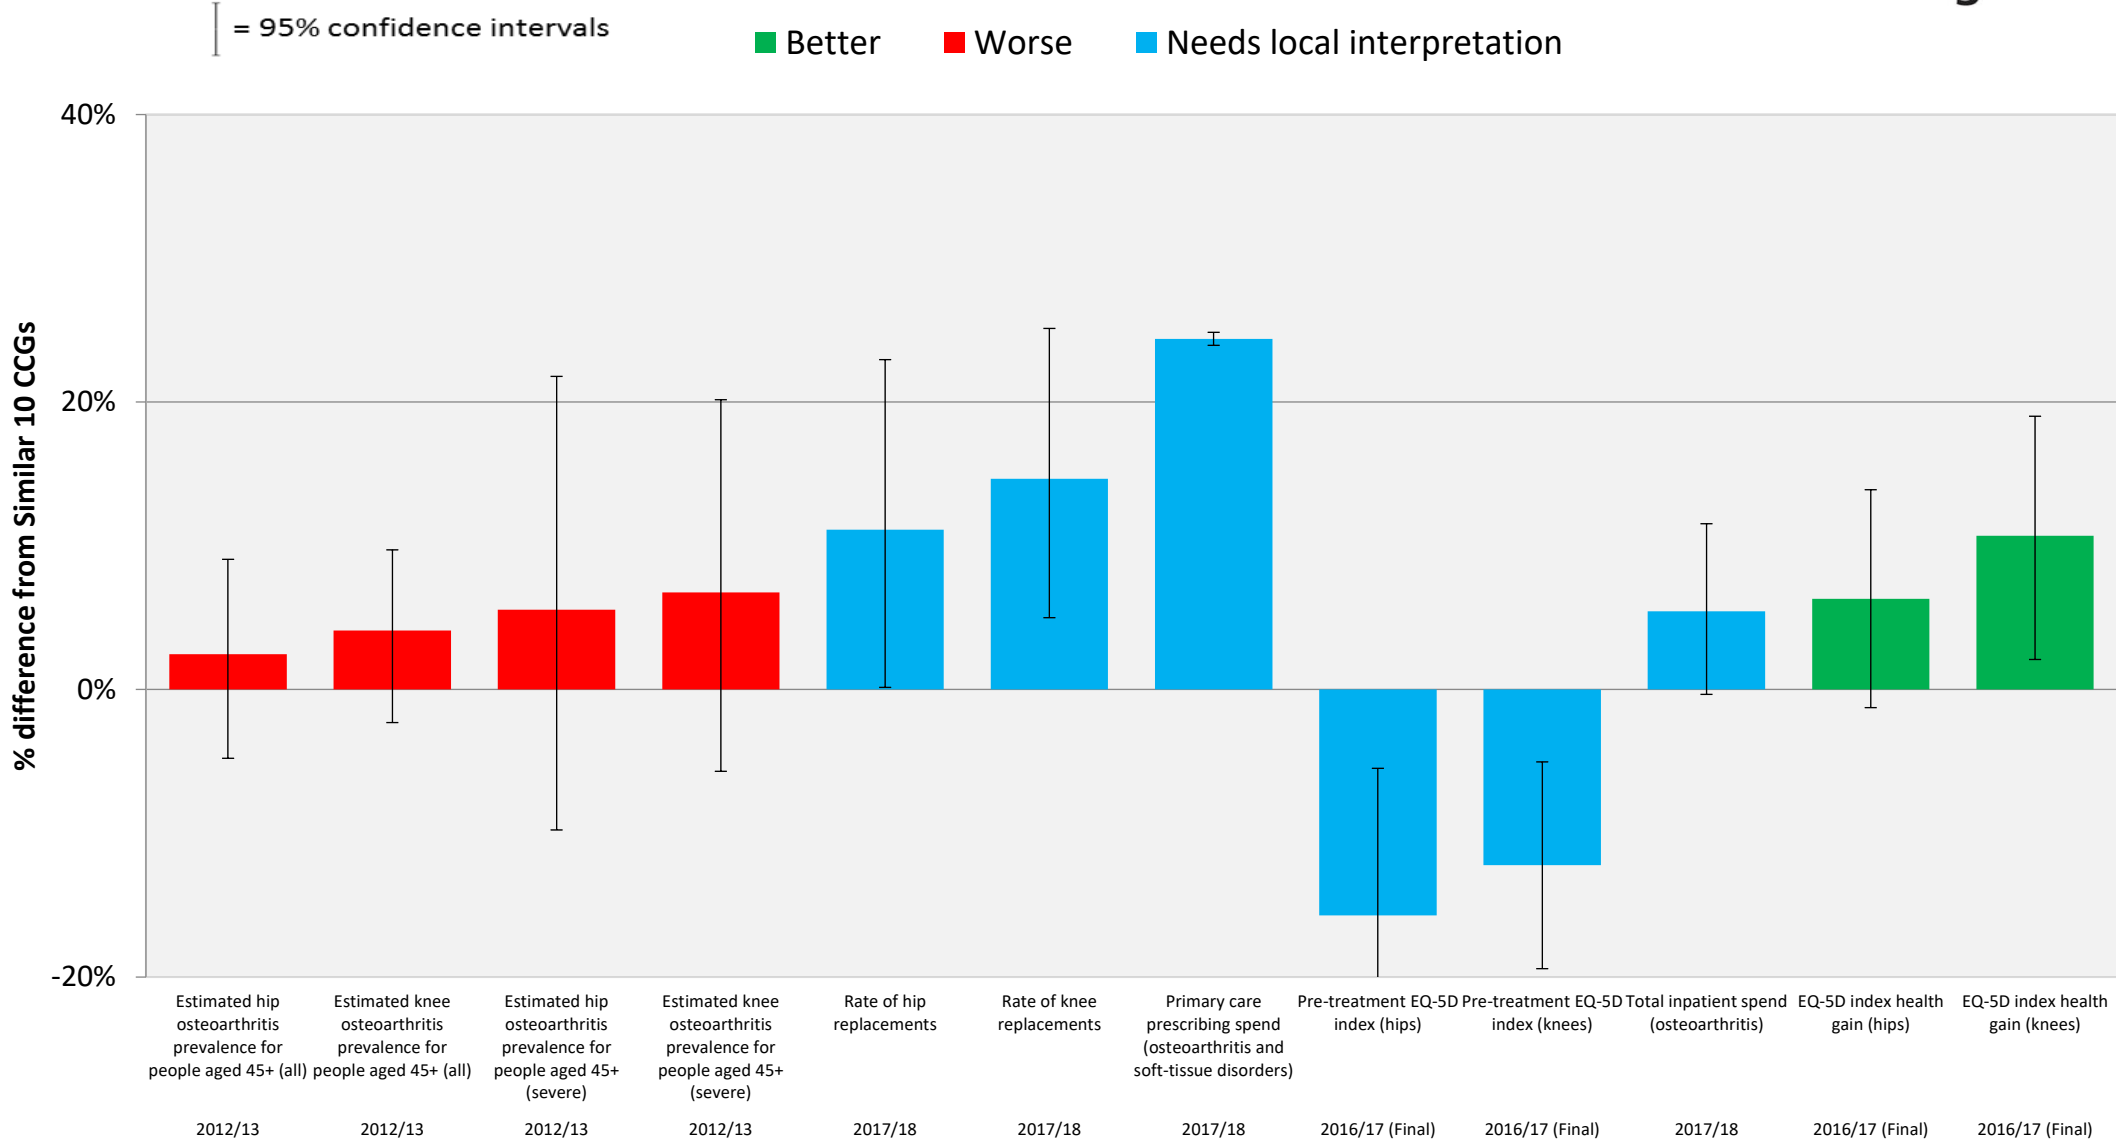 = 95% confidence intervals
Better
Worse
Needs local interpretation
% difference from Similar 10 CCGs
40%
20%
0%
-20%
Estimated hip
osteoarthritis
prevalence for
people aged 45+ (all)
2012/13
Estimated knee
osteoarthritis
prevalence for
people aged 45+ (all)
2012/13
Estimated hip
osteoarthritis
prevalence for
people aged 45+
(severe)
2012/13
Estimated knee
osteoarthritis
prevalence for
people aged 45+
(severe)
2012/13
Rate of hip
replacements
2017/18
Rate of knee
replacements
2017/18
Primary care
prescribing spend
(osteoarthritis and
soft-tissue disorders)
2017/18
Pre-treatment EQ-5D
index (hips)
2016/17 (Final)
Pre-treatment EQ-5D
index (knees)
2016/17 (Final)
Total inpatient spend
(osteoarthritis)
2017/18
EQ-5D index health
gain (hips)
2016/17 (Final)
EQ-5D index health
gain (knees)
2016/17 (Final)